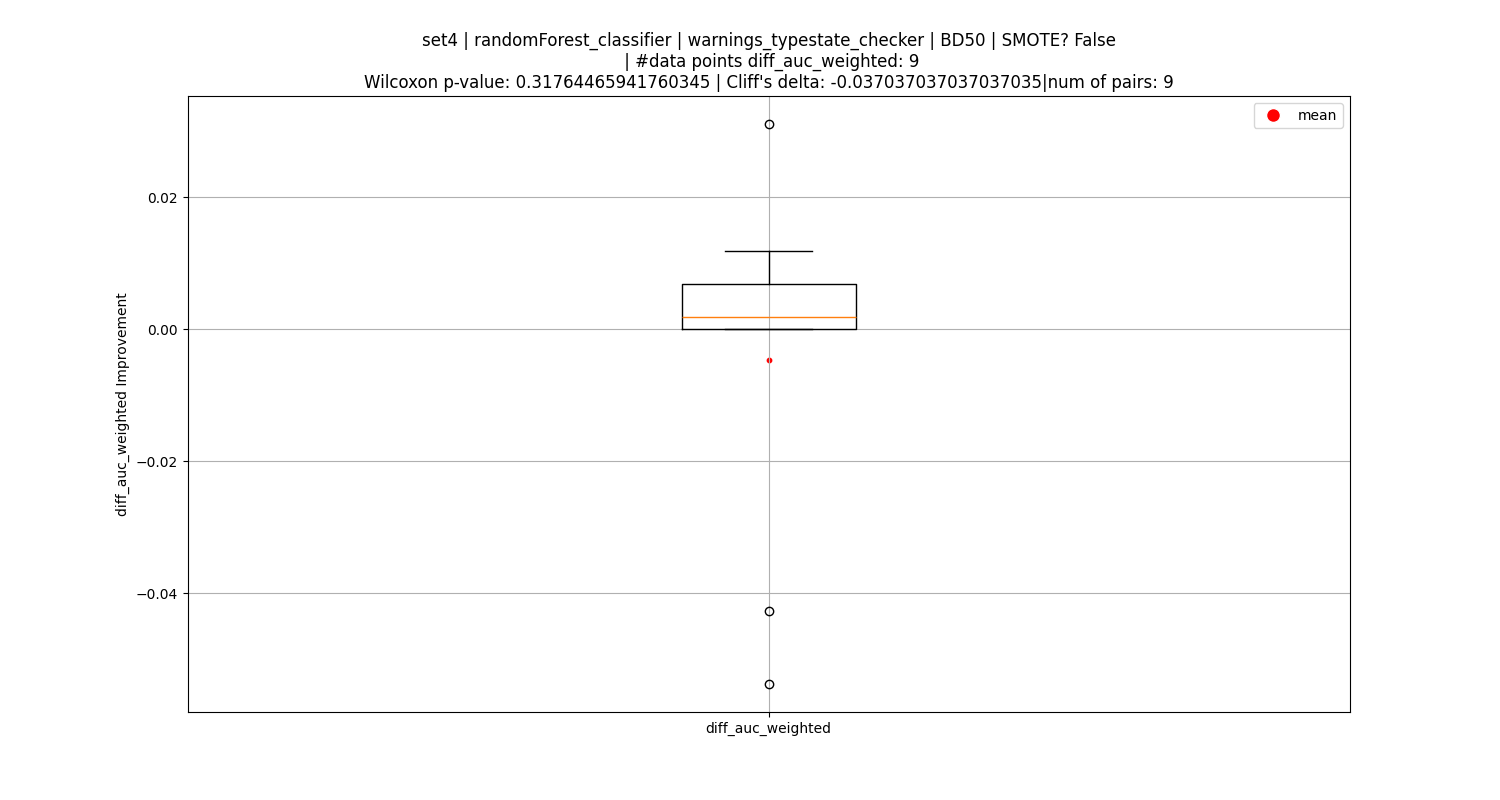 set4 | randomForest_classifier | warnings_typestate_checker | BD50 | SMOTE? False
| #data points diff_auc_weighted: 9
Wilcoxon p-value: 0.31764465941760345 | Cliff's delta: -0.037037037037037035|num of pairs: 9
mean
0.02
0.00
−0.02
−0.04
diff_auc_weighted Improvement
diff_auc_weighted